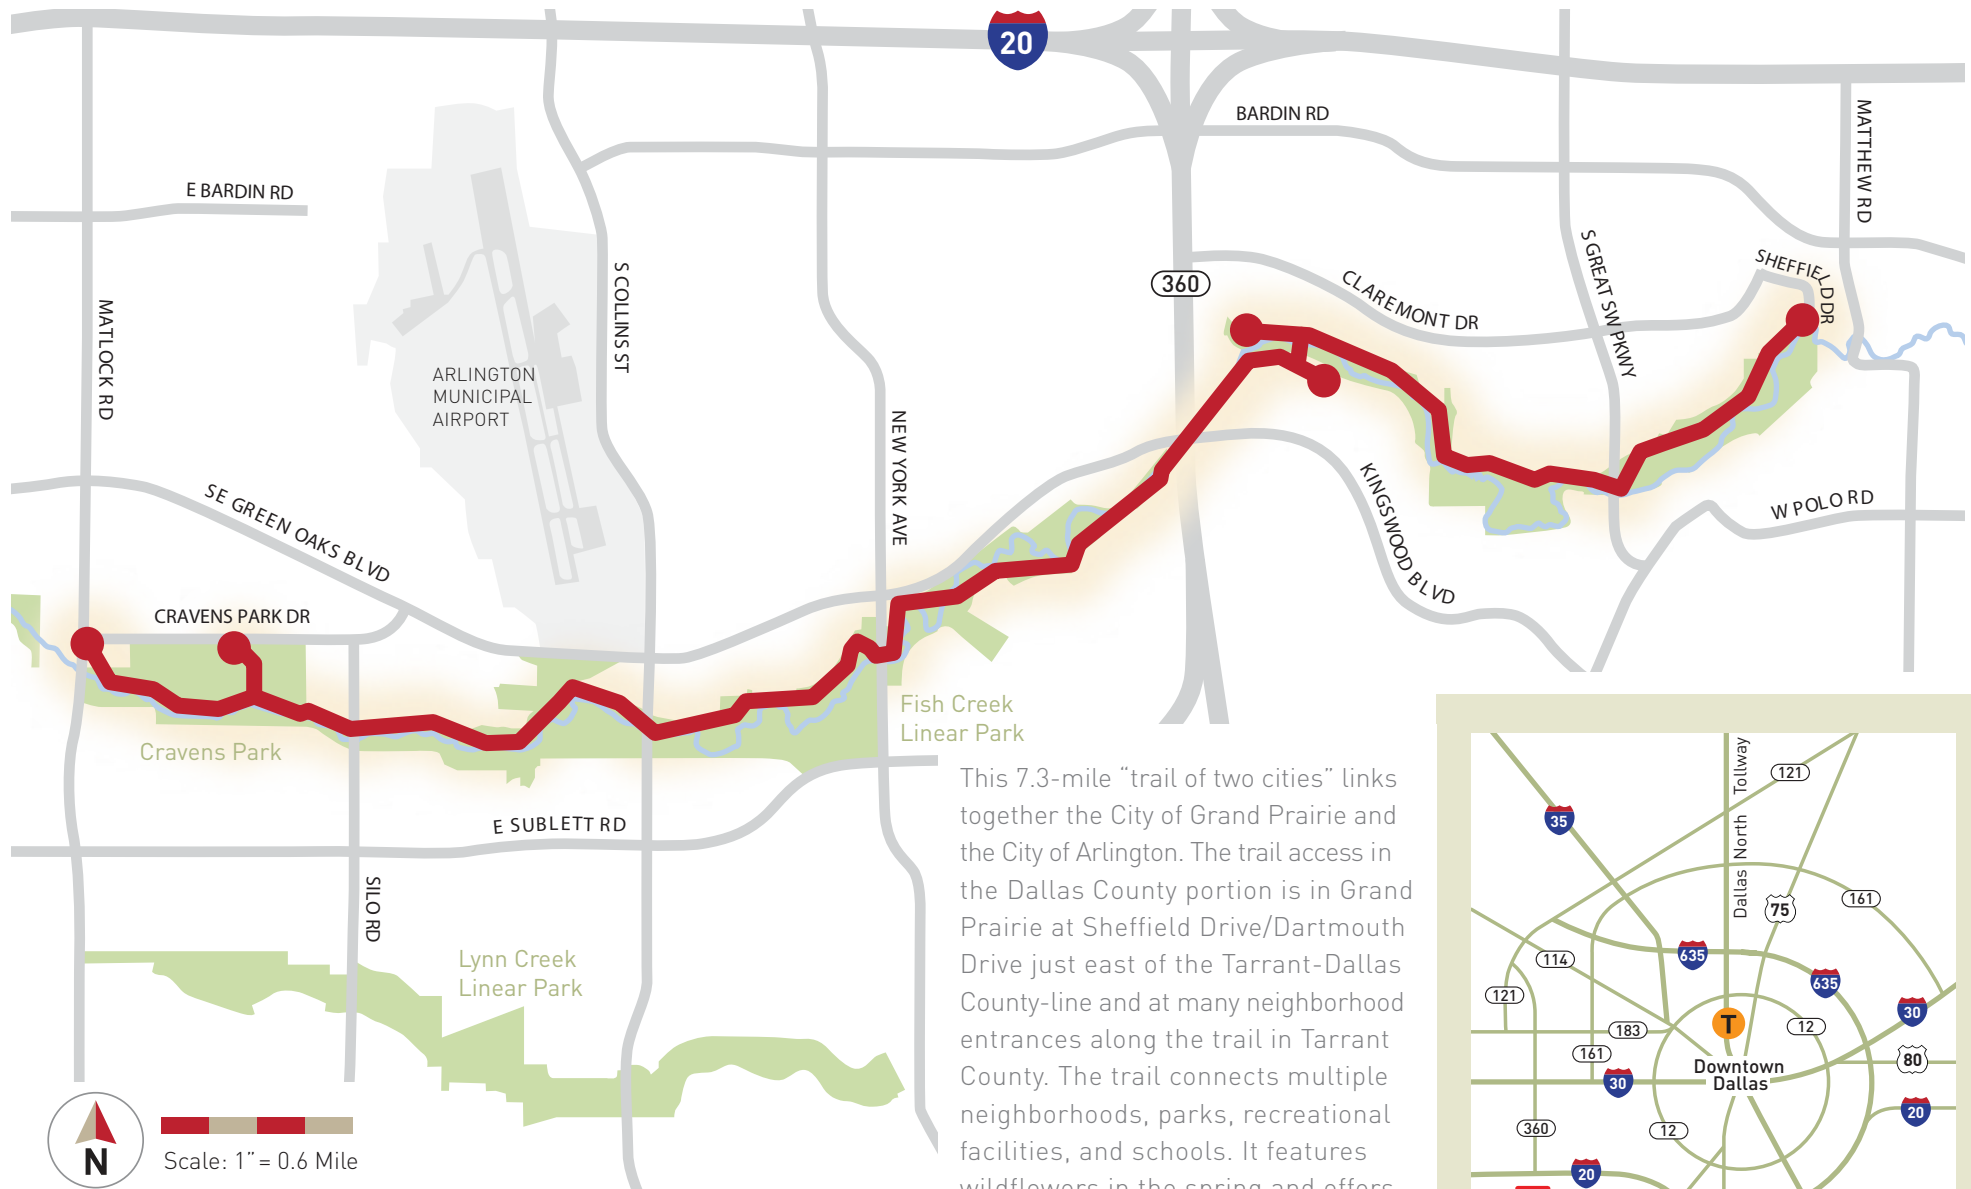 20
BARDIN RD
MATTHEW RD
E BARDIN RD
S COLLINS ST
S GREAT SW PKWY
SHEFFIELD DR
360
CLAREMONT DR
MATLOCK RD
ARLINGTON
MUNICIPAL
AIRPORT
NEW YORK AVE
KINGSWOOD BLVD
W POLO RD
SE GREEN OAKS BLVD
CRAVENS PARK DR
Cravens Park
Fish Creek
Linear Park
E SUBLETT RD
SILO RD
Lynn Creek
Linear Park
N
Scale: 1”= 0.6 Mile
This 7.3-mile “trail of two cities” links
together the City of Grand Prairie and
the City of Arlington. The trail access in
the Dallas County portion is in Grand
Prairie at Sheffield Drive/Dartmouth
Drive just east of the Tarrant-Dallas
County-line and at many neighborhood
entrances along the trail in Tarrant
County. The trail connects multiple
neighborhoods, parks, recreational
facilities, and schools. It features
wildflowers in the spring and offers
Dallas North Tollway
121
35
75
161
635
114
635
121
30
T
12
183
161
80
Downtown
Dallas
30
20
360
12
20